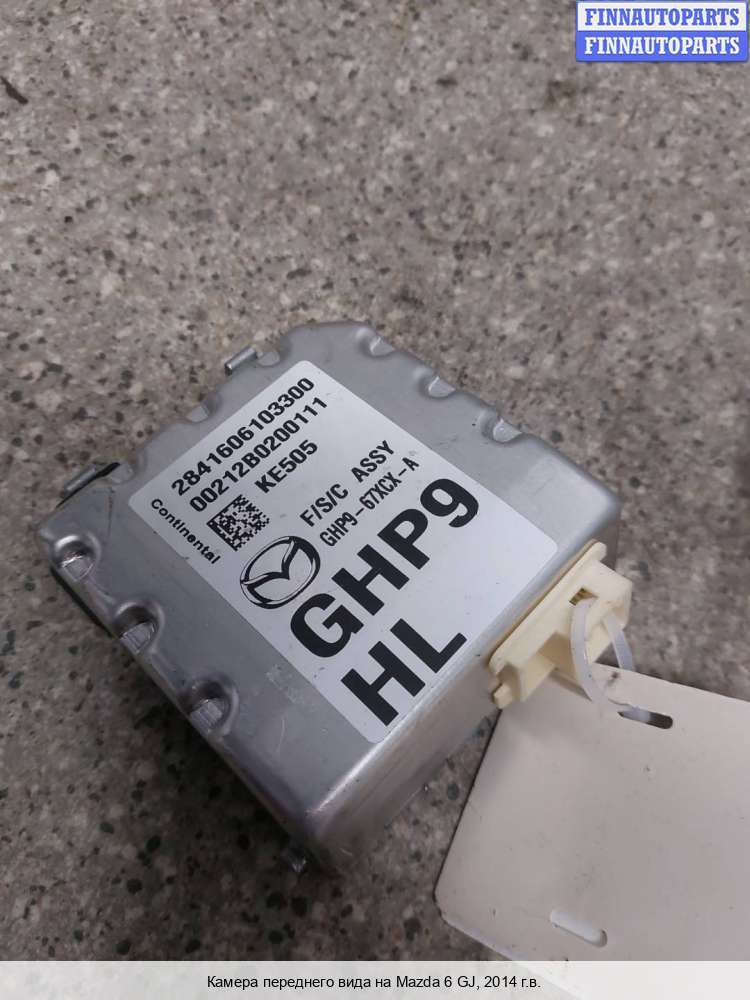 FINNAUTOPARTS
FINNAUTOPARTS
2841606103300
00212B0200111
KE505
Continental
F/S/C ASSY
GHP9-67XCX-A
GHP9
HL
Камера переднего вида на Mazda 6 GJ, 2014 г.в.